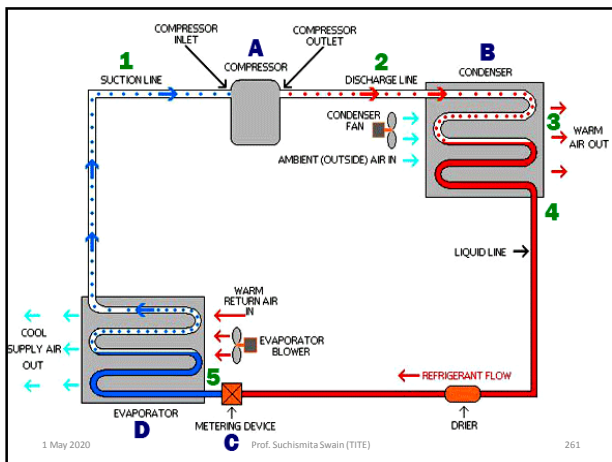 COMPRESSOR
INLET
COMPRESSOR
OUTLET
A
COMPRESSOR
B
CONDENSER
1
SUCTION LINE
2
DISCHARGE LINE
CONDENSER
FAN
3
WARM
AIR OUT
AMBIENT (OUTSIDE) AIR IN
4
LIQUID LINE
WARM
RETURN AIR
IN
COOL
SUPPLY AIR
OUT
EVAPORATOR
BLOWER
5
REFRIGERANT FLOW
EVAPORATOR
D
METERING DEVICE
C
DRIER
1 May 2020
Prof. Suchismita Swain (TITE)
261